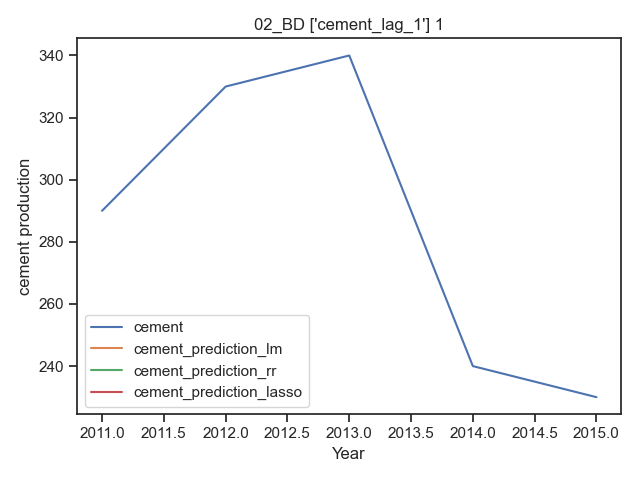 02_BD ['cement_lag_1'] 1
cement production
340
320
300
280
260
240
cement
cement_prediction_lm
cement_prediction_rr
cement_prediction_lasso
2011.0 2011.5 2012.0 2012.5 2013.0 2013.5 2014.0 2014.5 2015.0
Year